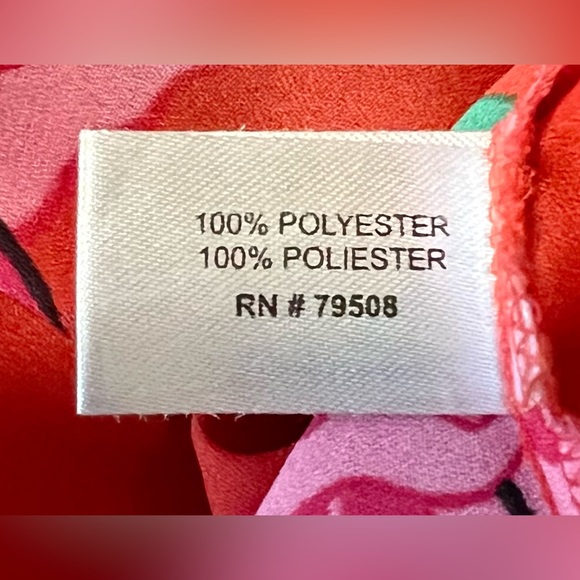 100% POLYESTER
100% POLIESTER
RN # 79508